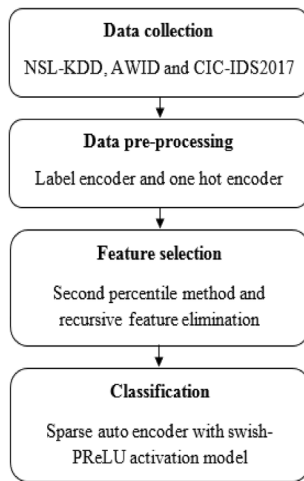 Data collection
NSL-KDD, AWID and CIC-IDS2017
Data pre-processing
Label encoder and one hot encoder
Feature selection
Second percentile method and
recursive feature elimination
Classification
Sparse auto encoder with swish-
PReLU activation model